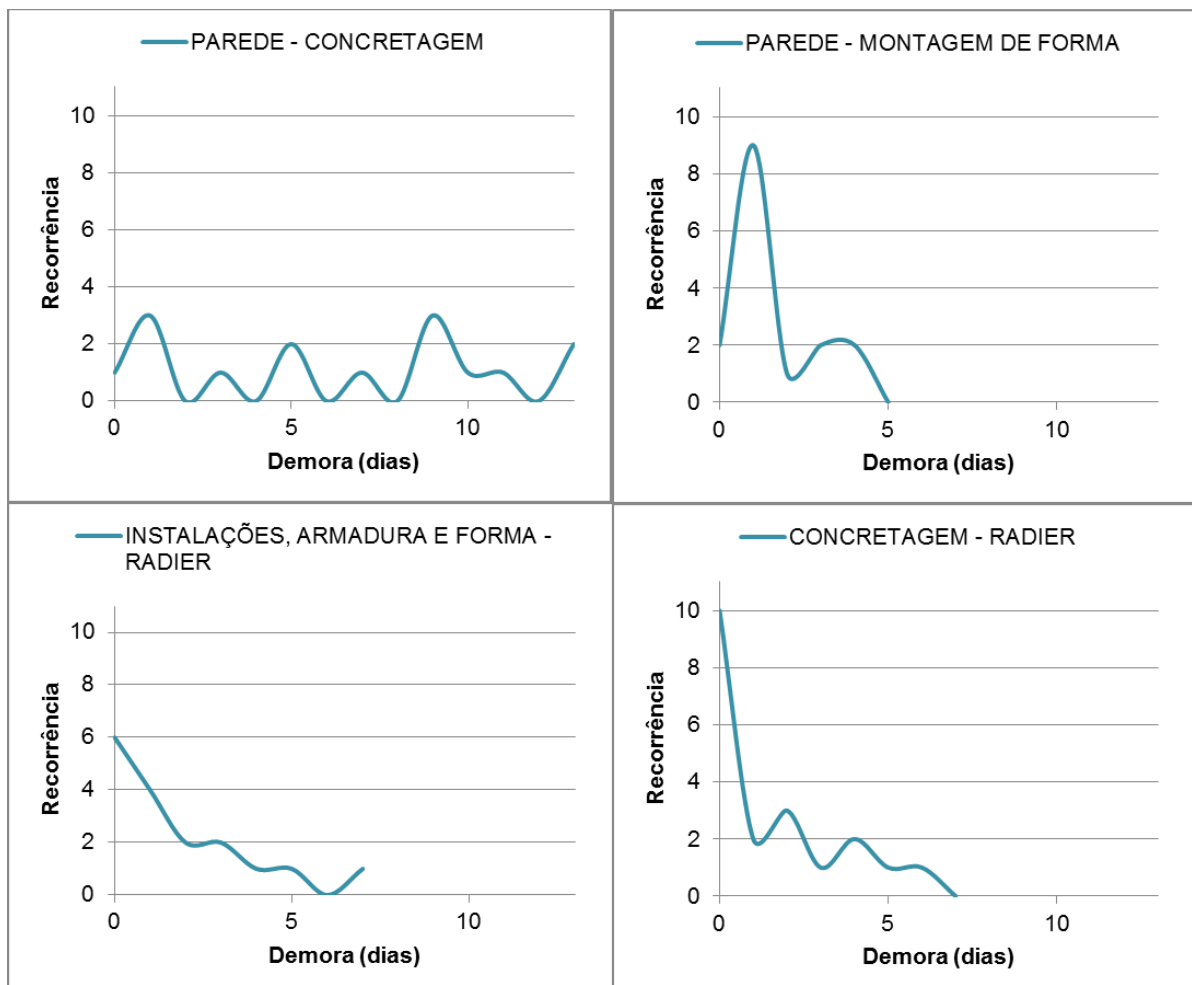 PAREDE - CONCRETAGEM
10
8
6
4
2
0
0
5
10
Recorrência
Demora (dias)
PAREDE - MONTAGEM DE FORMA
10
8
6
4
2
0
0
5
10
Recorrência
Demora (dias)
INSTALAÇÕES, ARMADURA E FORMA -
RADIER
10
8
6
4
2
0
0
5
10
Recorrência
Demora (dias)
CONCRETAGEM - RADIER
10
8
6
4
2
0
0
5
10
Recorrência
Demora (dias)